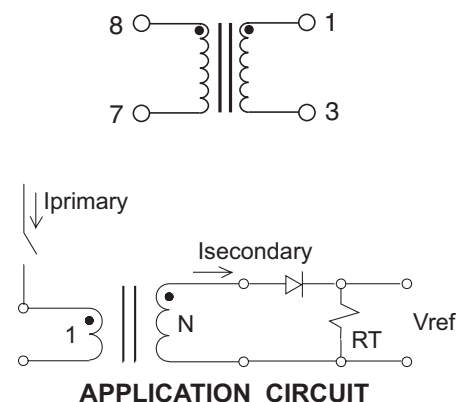 8 1
7 3
Iprimary
Isecondary
1 N RT Vref
APPLICATION CIRCUIT